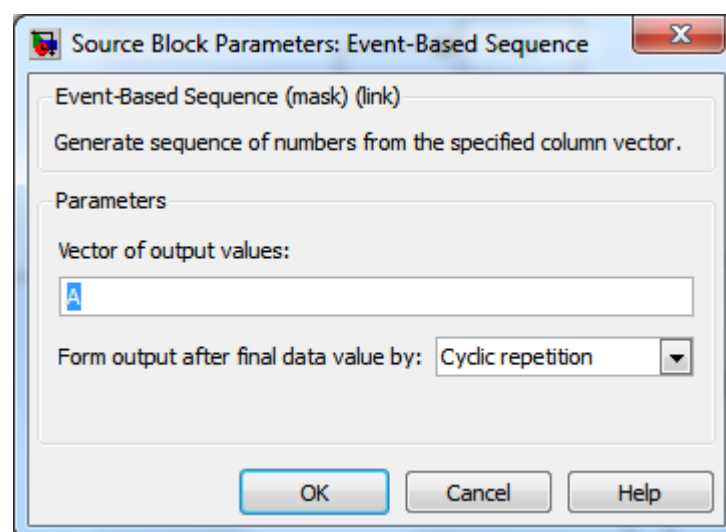 Source Block Parameters: Event-Based Sequence
Event-Based Sequence (mask) (link)
Generate sequence of numbers from the specified column vector.
Parameters
Vector of output values:
A
Form output after final data value by: Cyclic repetition
OK Cancel Help